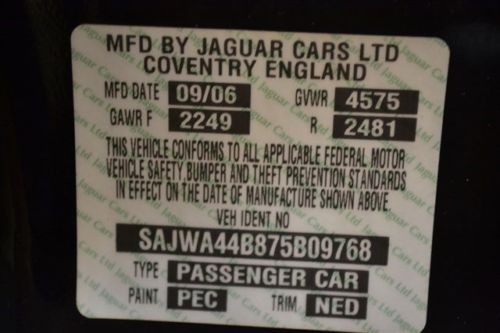 MFD BY JAGUAR CARS LTD
COVENTRY ENGLAND
MFD DATE 09/06 GVWR 4575
GAWR F 2249 R 2481
THIS VEHICLE CONFORMS TO ALL APPLICABLE FEDERAL MOTOR
VEHICLE SAFETY BUMPER AND THEFT PREVENTION STANDARDS
IN EFFECT ON THE DATE OF MANUFACTURE SHOWN ABOVE.
VEH IDENT NO
SAJWA44B875B09768
TYPE PASSENGER CAR
PAINT PEC TRIM NED